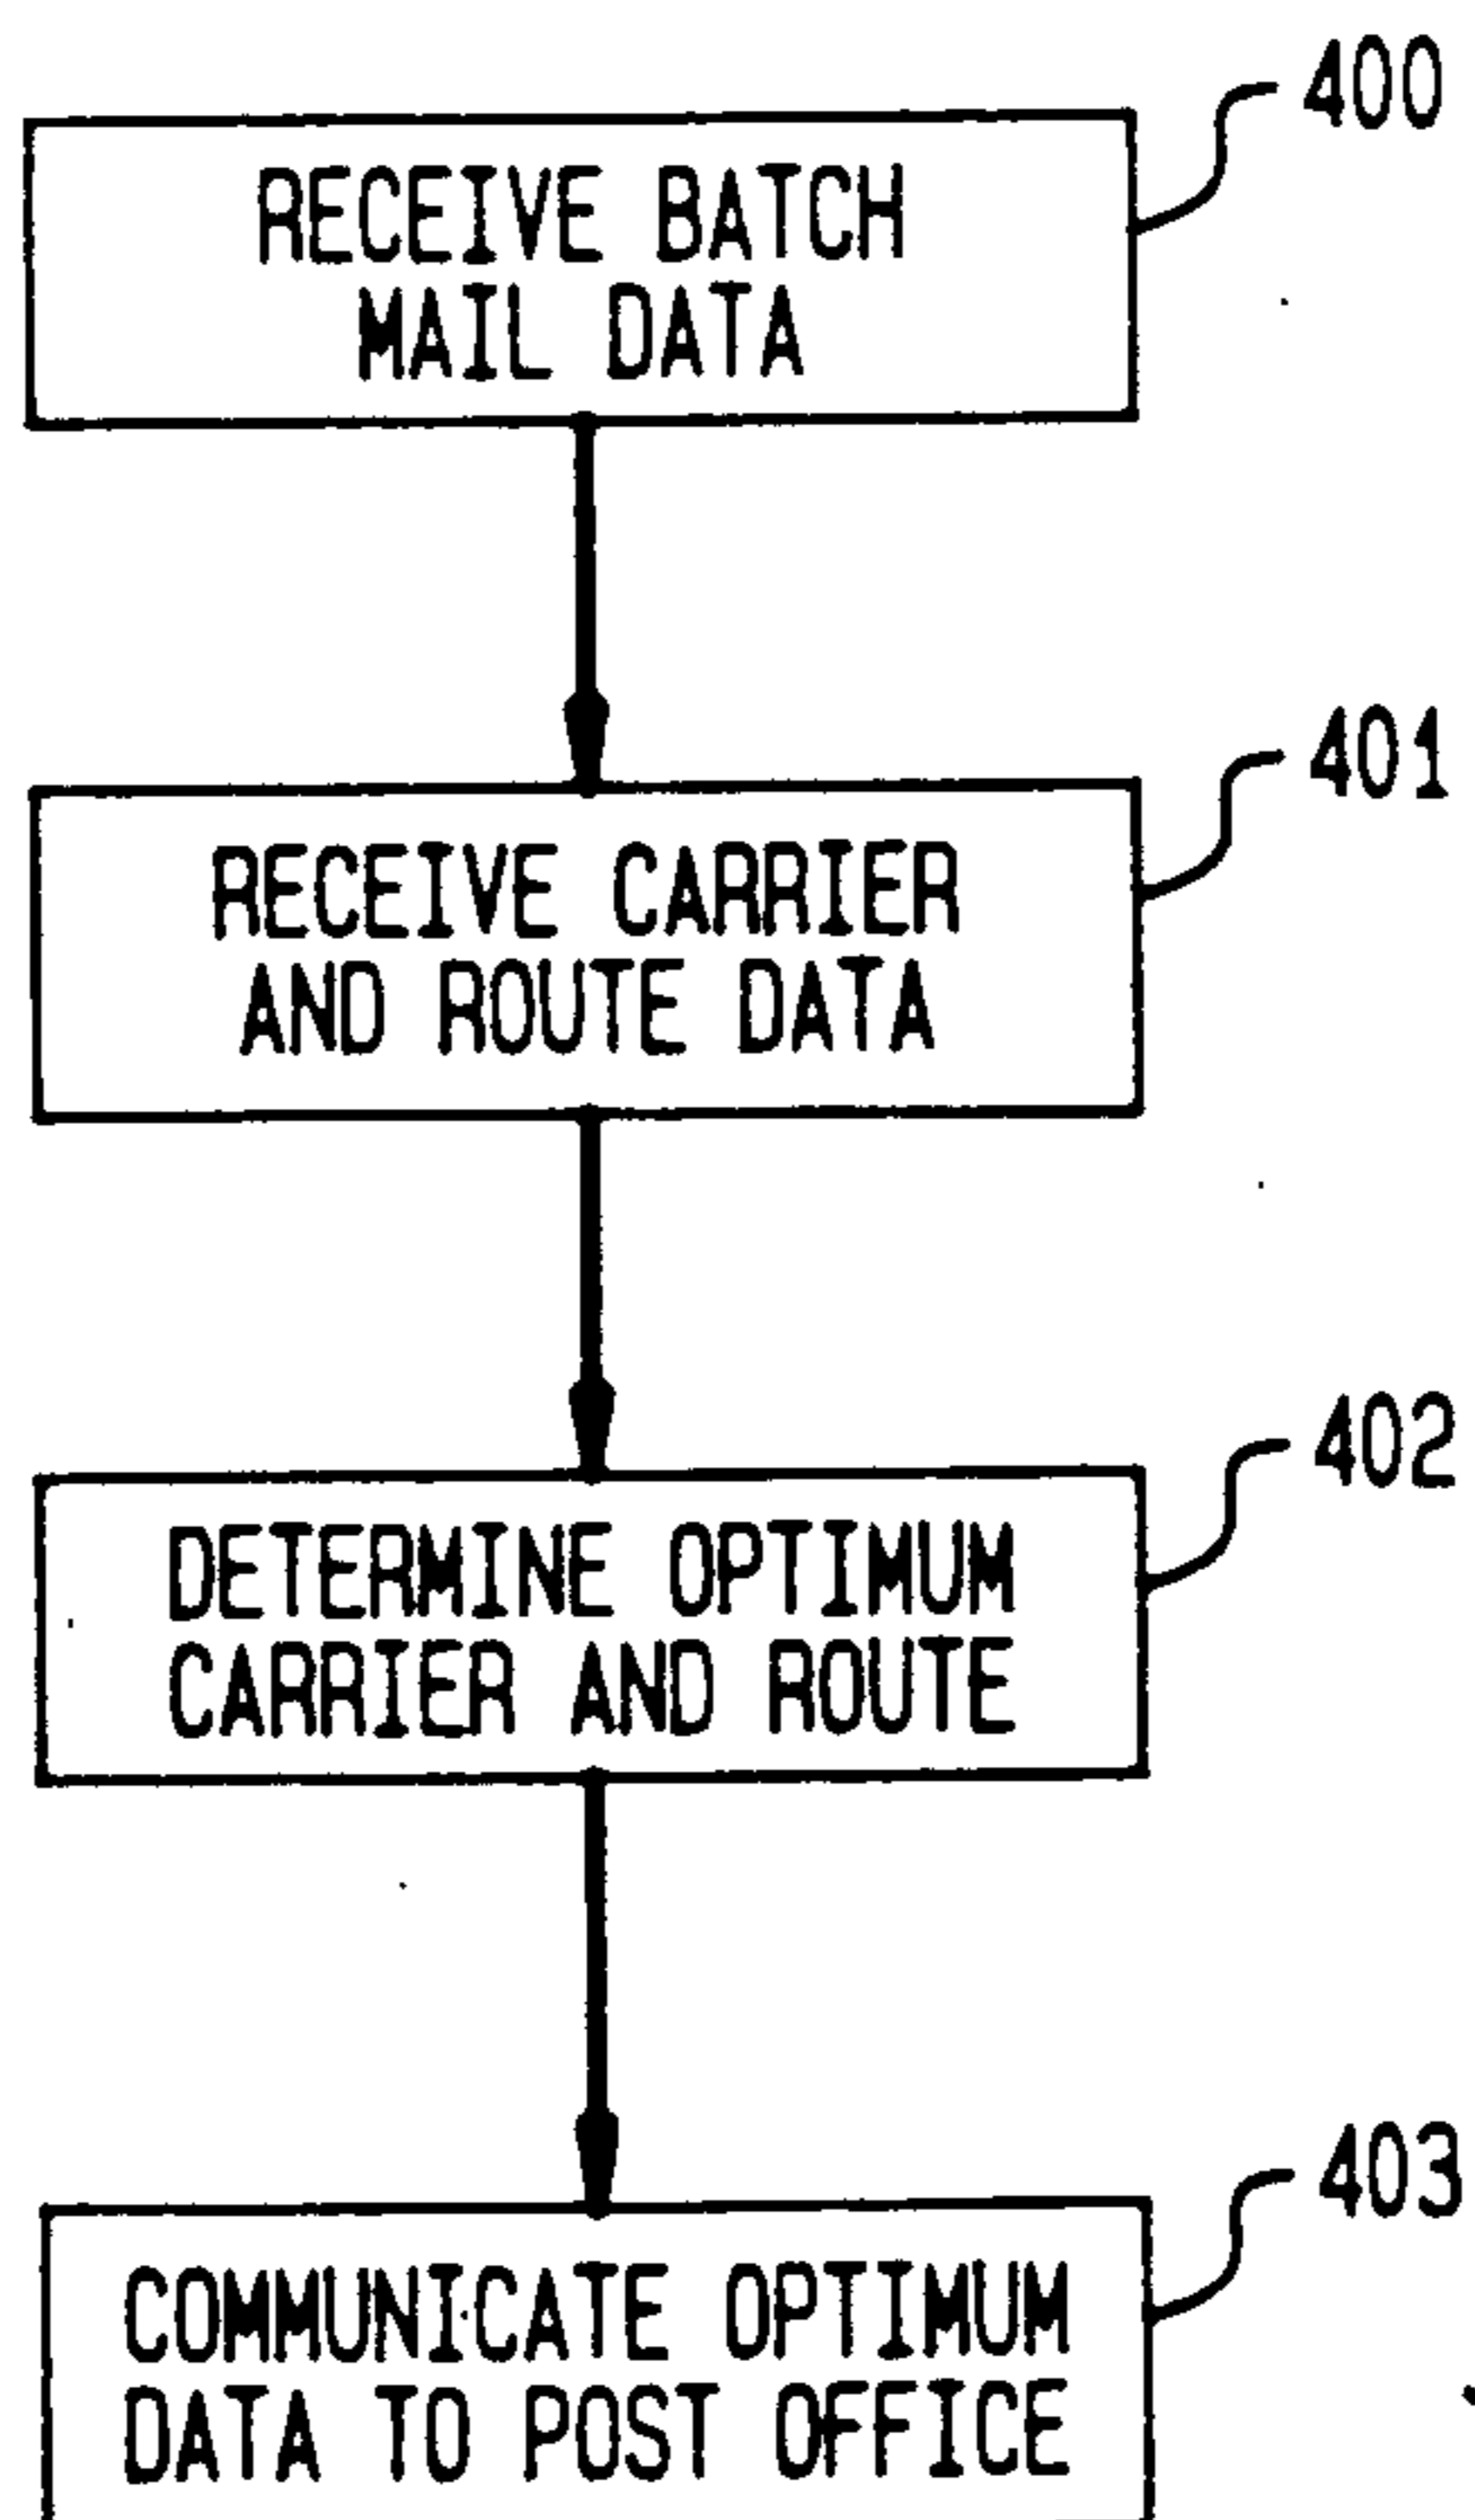 400
RECEIVE BATCH
MAIL DATA
401
RECEIVE CARRIER
AND ROUTE DATA
402
DETERMINE OPTIMUM
CARRIER AND ROUTE
403
COMMUNICATE OPTIMUM
DATA TO POST OFFICE